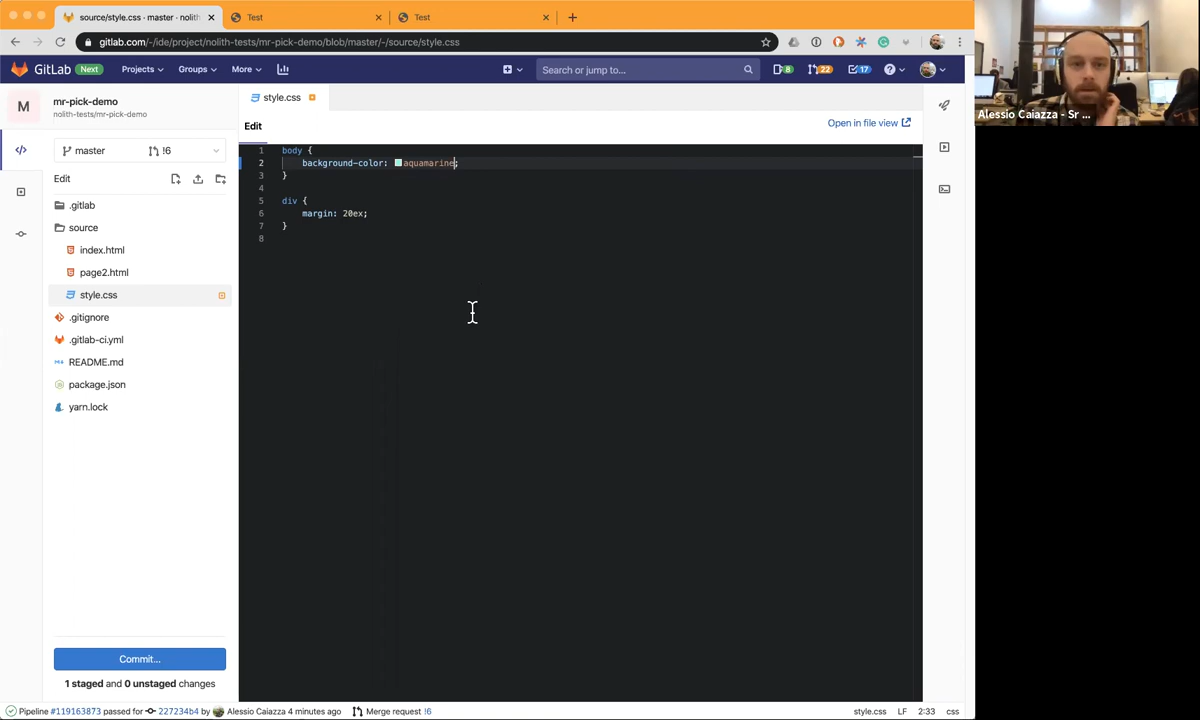 source/style.css · master · nolith
Test
Test
gitlab.com/-/ide/project/nolith-tests/mr-pick-demo/blob/master/-/source/style.css
GitLab Next Projects Groups More Search or jump to... 8 22 17
M mr-pick-demo
nolith-tests/mr-pick-demo
master !6
Edit
.gitlab
source
index.html
page2.html
style.css
.gitignore
.gitlab-ci.yml
README.md
package.json
yarn.lock
Commit...
1 staged and 0 unstaged changes
style.css
Edit
Open in file view
1 body {
2 background-color: aquamarine;
3 }
4
5 div {
6 margin: 20ex;
7 }
8
Alessio Caiazza - Sr ...
Pipeline #119163873 passed for 227234b4 by Alessio Caiazza 4 minutes ago Merge request !6 style.css LF 2:33 css